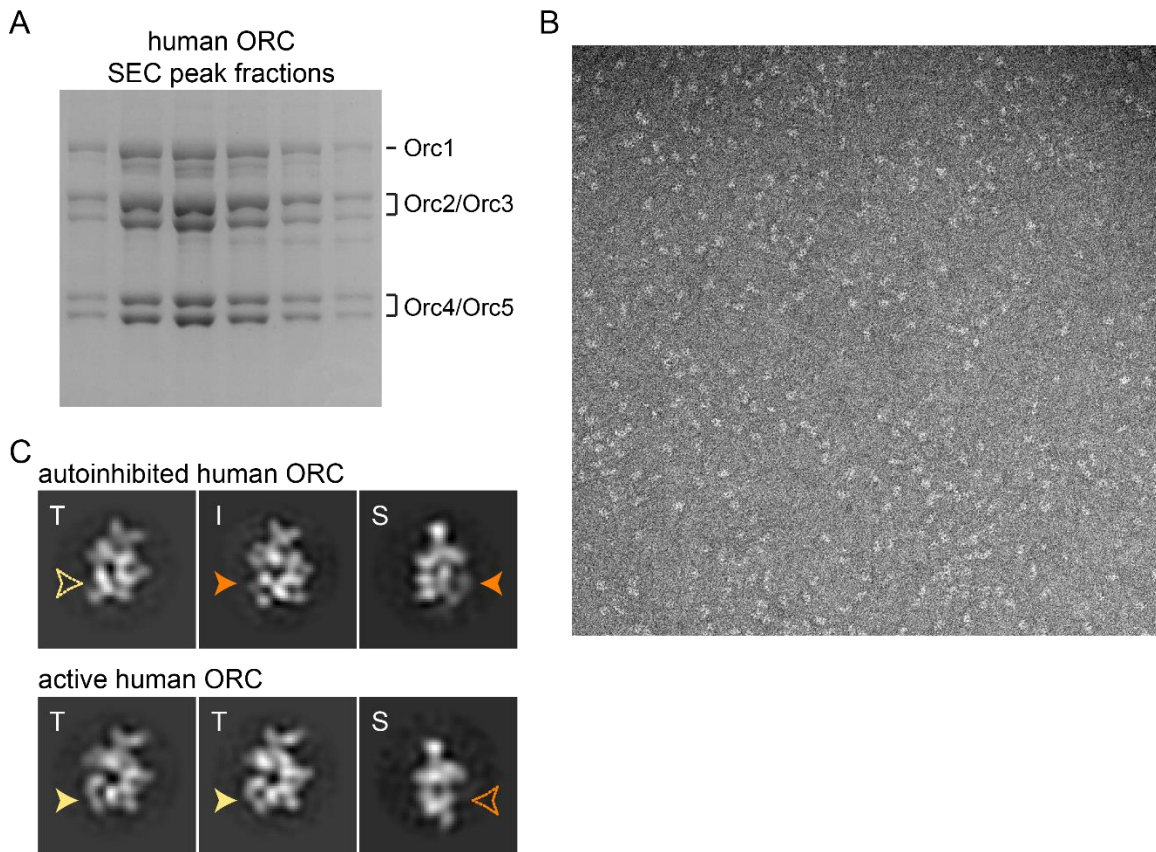 A
human ORC
SEC peak fractions
Orc1
Orc2/Orc3
Orc4/Orc5
B
C
autoinhibited human ORC
T
I
S
active human ORC
T
T
S